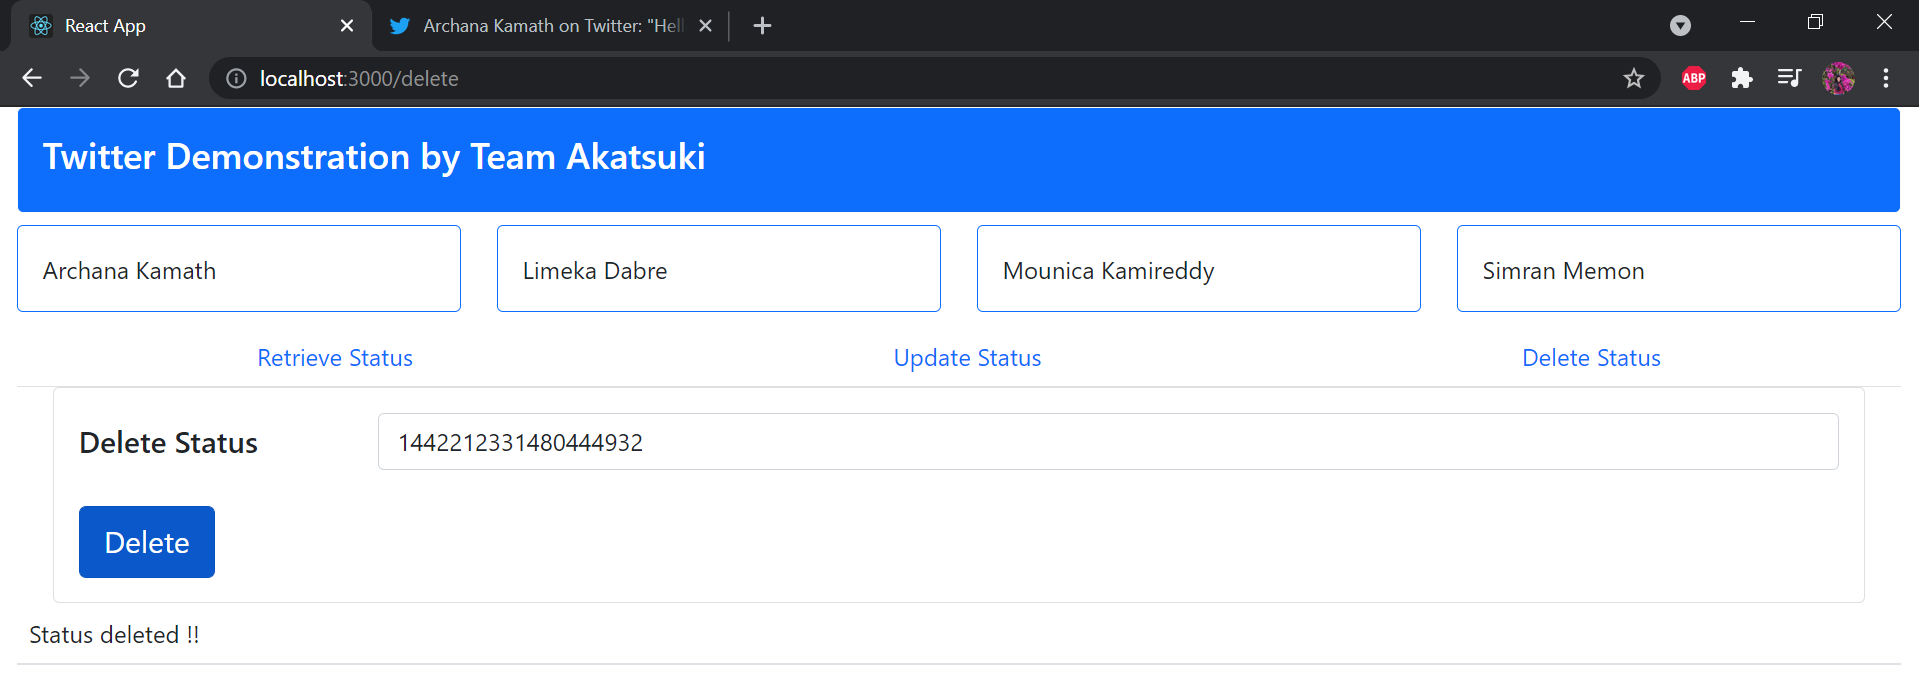 React App
Archana Kamath on Twitter: "Hell
localhost:3000/delete
ABP
Twitter Demonstration by Team Akatsuki
Archana Kamath
Limeka Dabre
Mounica Kamireddy
Simran Memon
Retrieve Status
Update Status
Delete Status
Delete Status
1442212331480444932
Delete
Status deleted !!